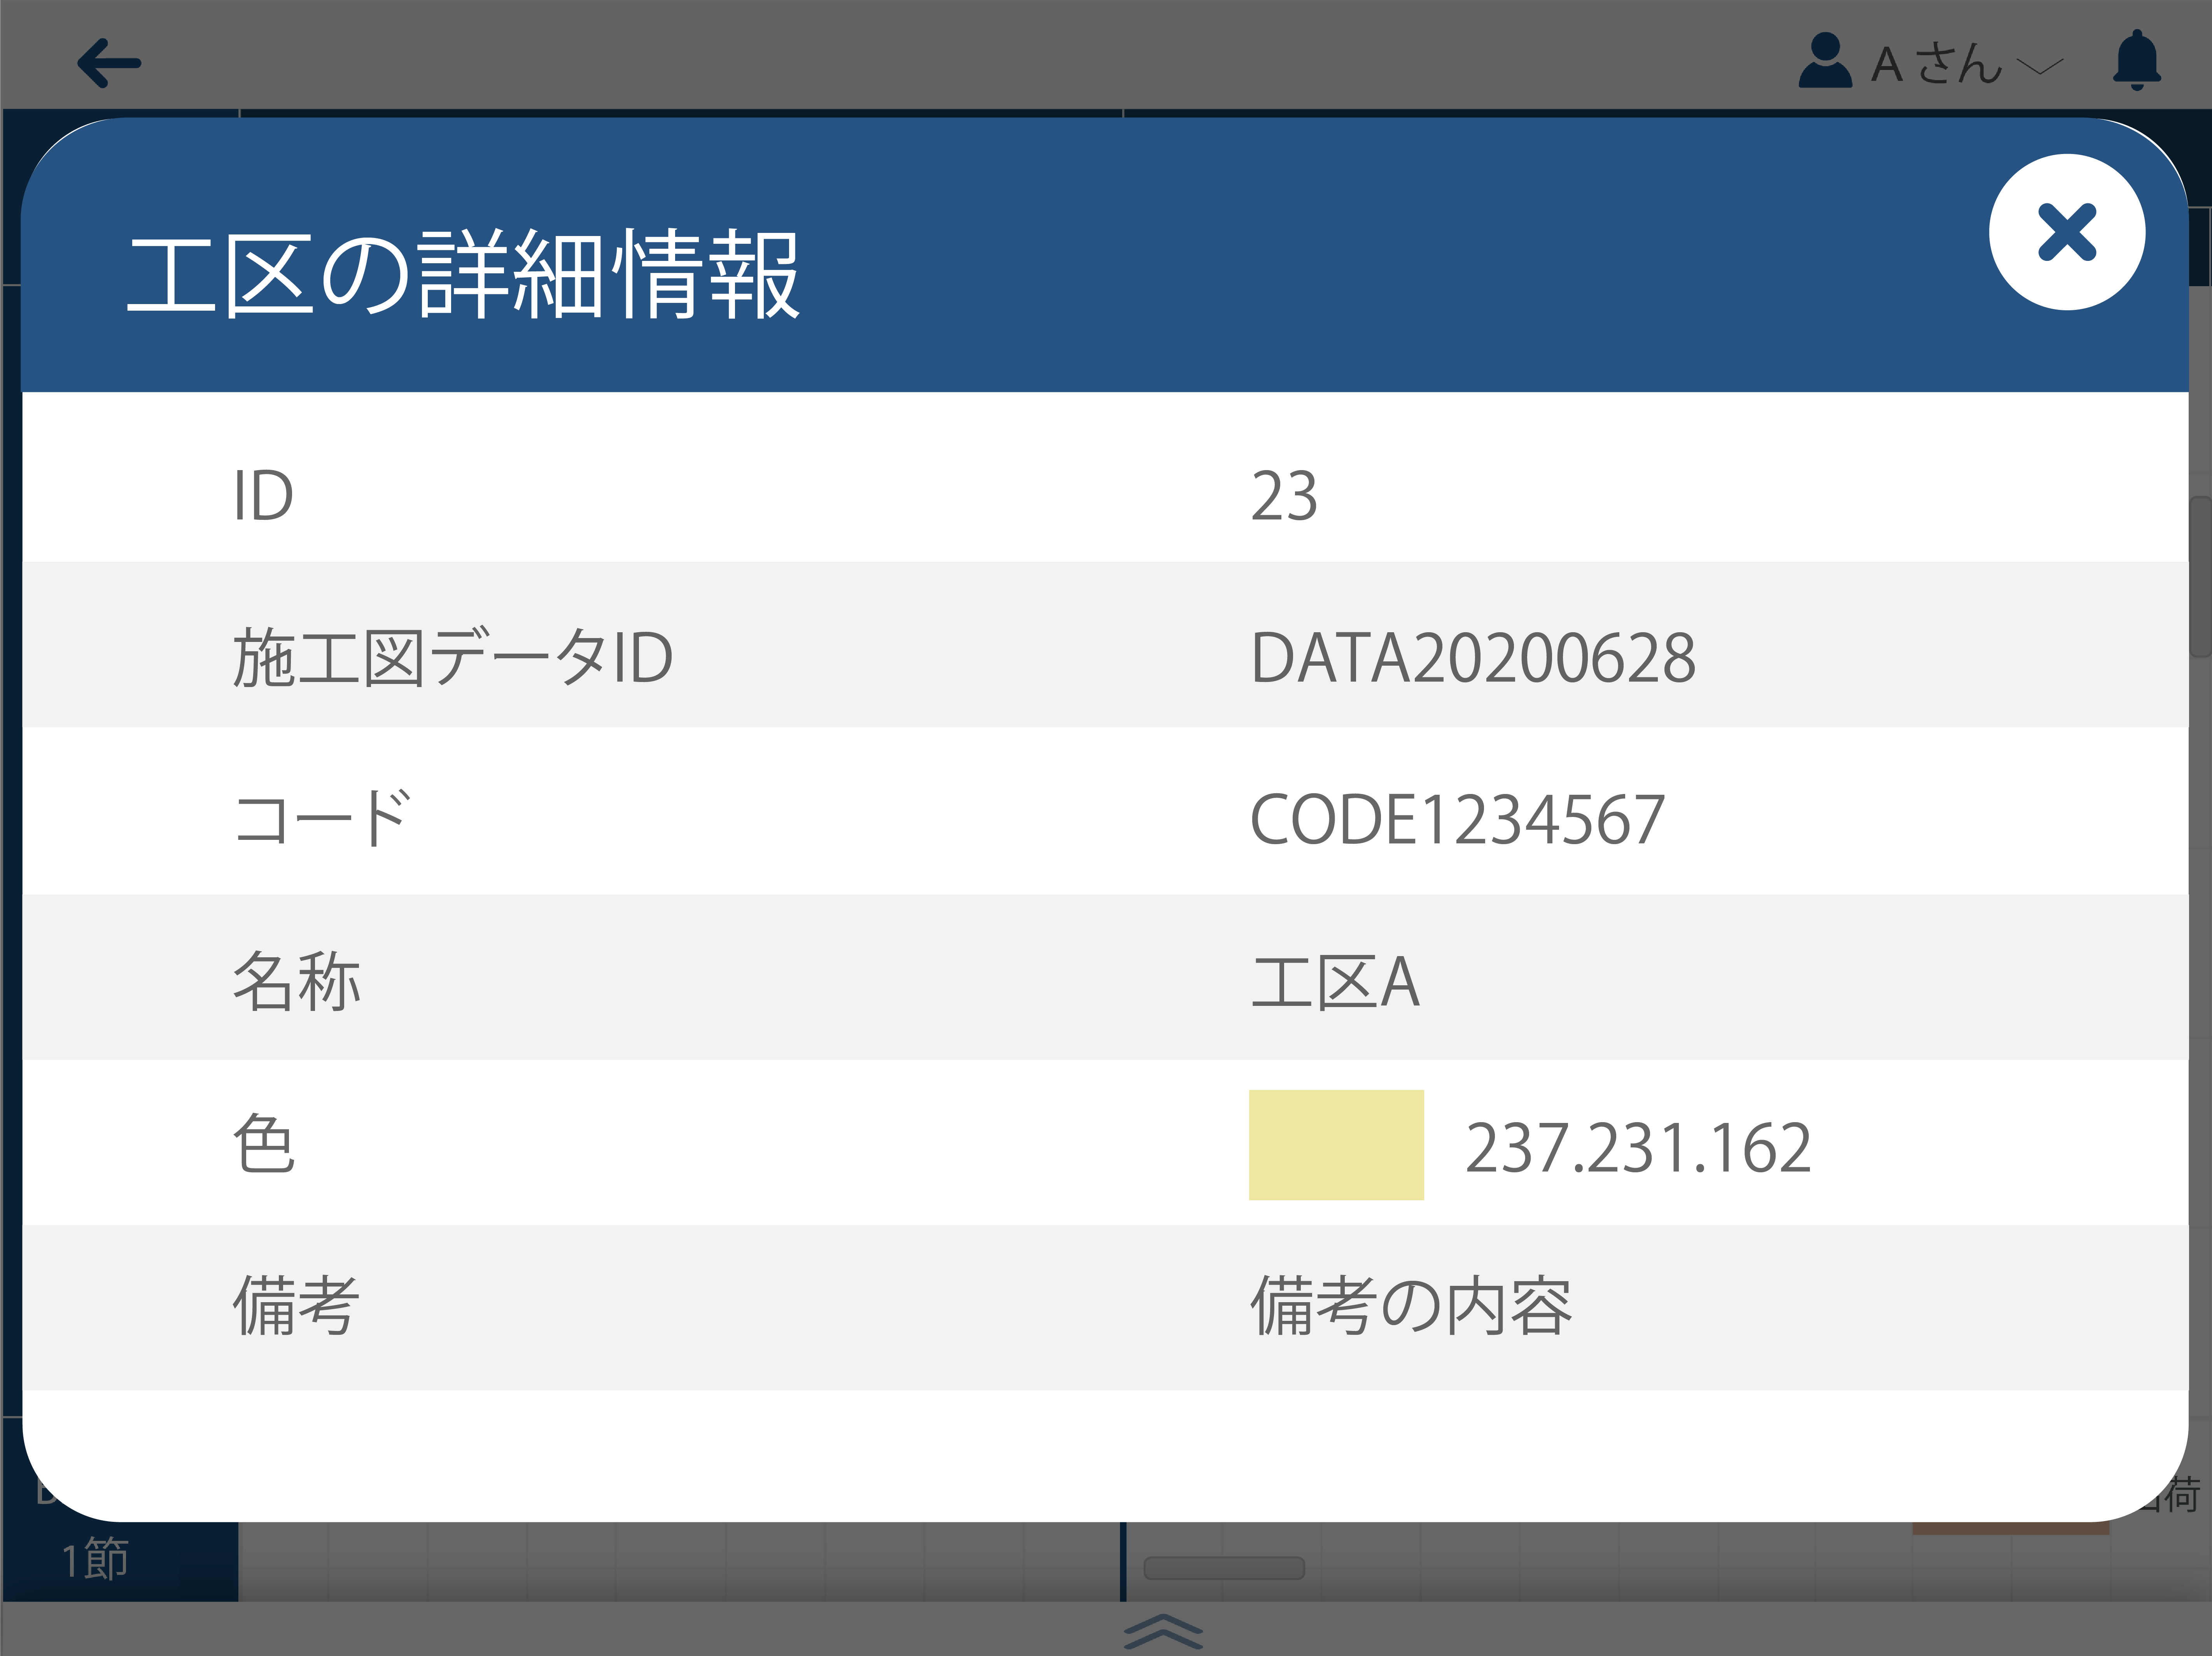 Aさん
工区の詳細情報
ID 23
施工図データID DATA20200628
コード CODE1234567
名称 工区A
色 237.231.162
備考 備考の内容
荷
1節